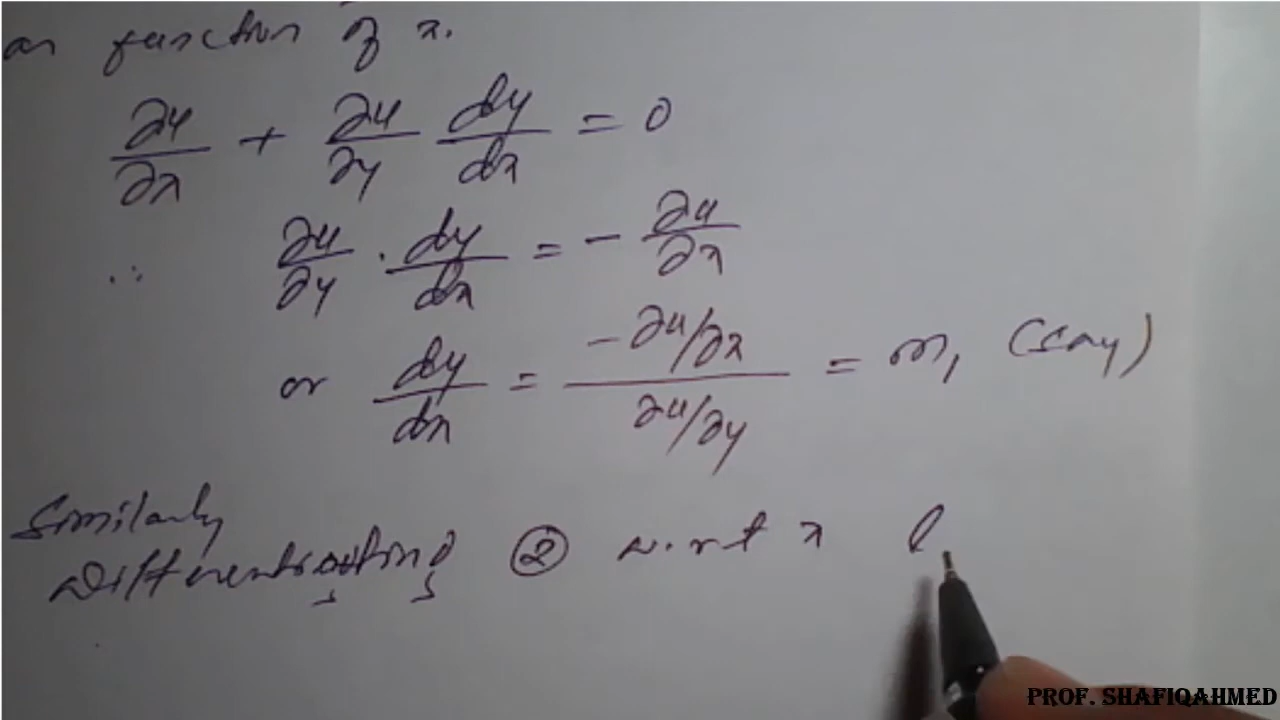 as function of x.
∂u/∂x + ∂u/∂y dy/dx = 0
∴ ∂u/∂y · dy/dx = - ∂u/∂x
or dy/dx = (-∂u/∂x)/(∂u/∂y) = m₁ (say)
Similarly
Differentiating ② w.r.t x
PROF. SHAFIQAHMED